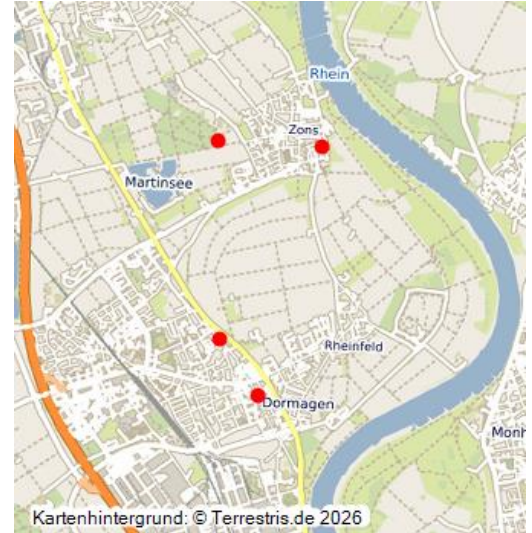 Rhein
Zons
Martinsee
Rheinfeld
Dormagen
Monh
Kartenhintergrund: © Terrestris.de 2026